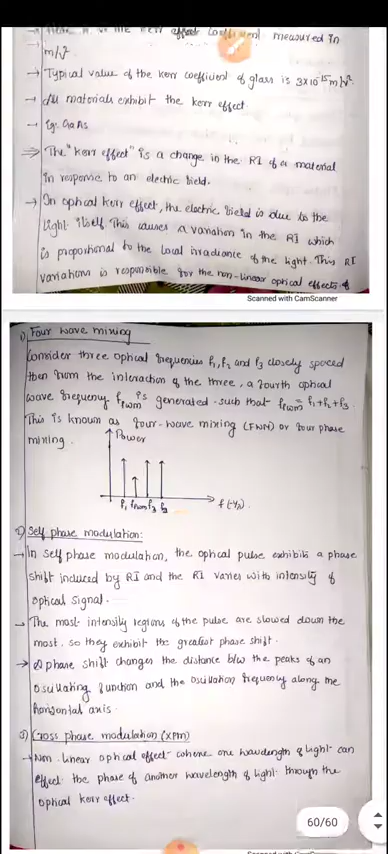 effect coefficient measured in
m/v².
→ Typical value of the kerr coefficient of glass is 3x10⁻¹⁵ m/v².
→ All materials exhibit the kerr effect.
→ Eg: GaAs
⇒ The "kerr effect" is a change in the RI of a material
in response to an electric field.
→ In optical kerr effect, the electric field is due to the
light itself. This causes a variation in the RI which
is proportional to the local irradiance of the light. This RI
variations is responsible for the non-linear optical effects of
Scanned with CamScanner
1) Four wave mixing
Consider three optical frequencies f₁, f₂ and f₃ closely spaced
then from the interaction of the three, a fourth optical
wave frequency is generated such that = f₁+f₂+f₃
This is known as four-wave mixing (FWM) or four phase
mixing.
Power
f₁ f₃ f₂ f
2) Self phase modulation:
→ In self phase modulation, the optical pulse exhibits a phase
shift induced by RI and the RI varies with intensity of
optical signal.
→ The most intensity regions of the pulse are slowed down the
most, so they exhibit the greatest phase shift.
→ phase shift changes the distance b/w the peaks of an
oscillating function and the oscillation frequency along the
horizontal axis.
3) Cross phase modulation (XPM)
→ Non linear optical effect where one wavelength of light can
effect the phase of another wavelength of light through the
optical kerr effect.
60/60
Scanned with CamScanner